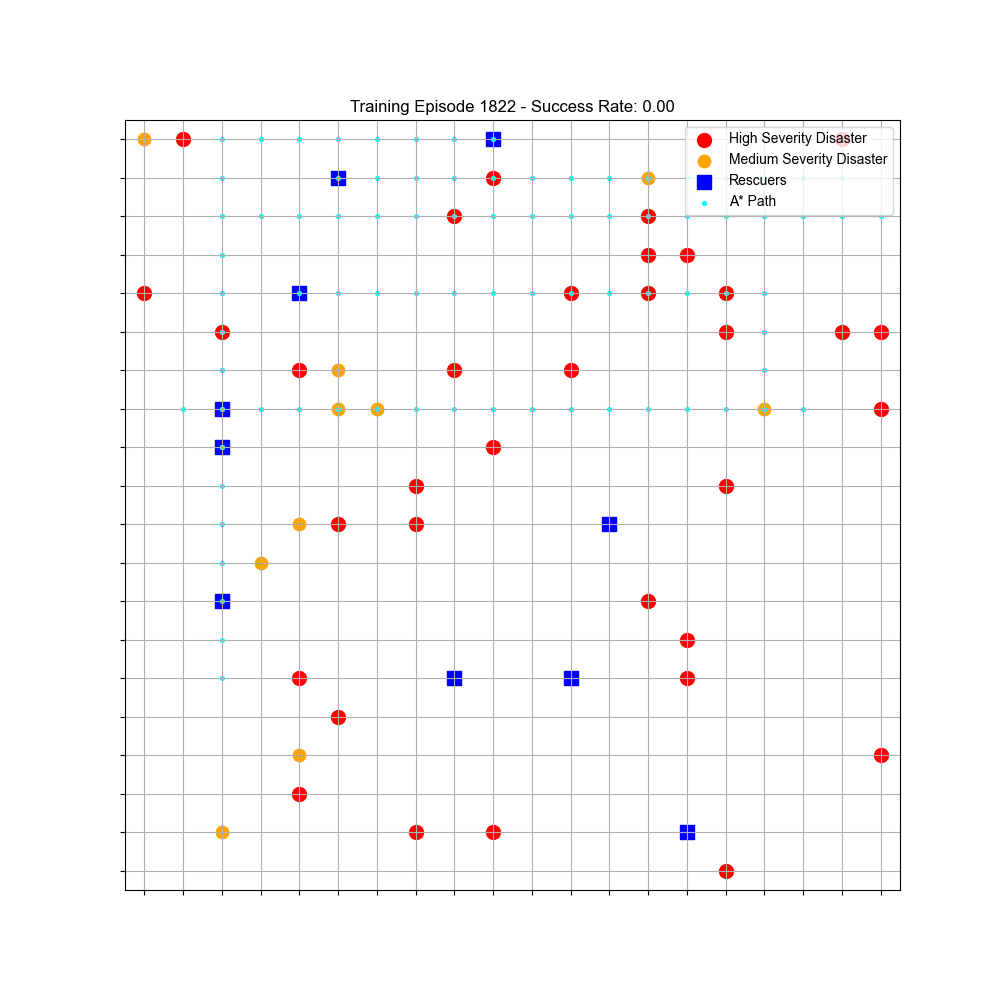 Training Episode 1822 - Success Rate: 0.00
High Severity Disaster
Medium Severity Disaster
Rescuers
A* Path